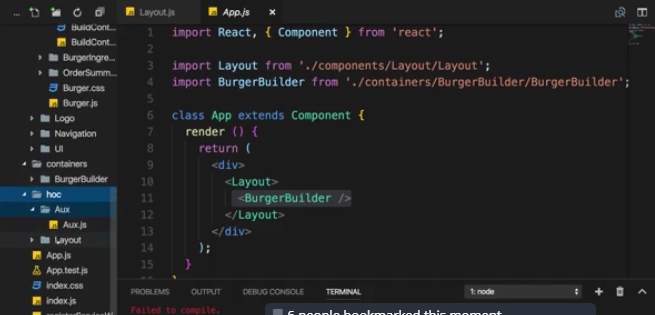 Layout.js
App.js
BuildCont...
BuildCont...
BurgerIngre...
OrderSumm...
Burger.css
Burger.js
Logo
Navigation
UI
containers
BurgerBuilder
hoc
Aux
Aux.js
Layout
App.js
App.test.js
index.css
index.js
1 import React, { Component } from 'react';
2
3 import Layout from './components/Layout/Layout';
4 import BurgerBuilder from './containers/BurgerBuilder/BurgerBuilder';
5
6 class App extends Component {
7 render () {
8 return (
9 <div>
10 <Layout>
11 <BurgerBuilder />
12 </Layout>
13 </div>
14 );
15 }
PROBLEMS OUTPUT DEBUG CONSOLE TERMINAL 1: node
Failed to compile.
6 people bookmarked this moment